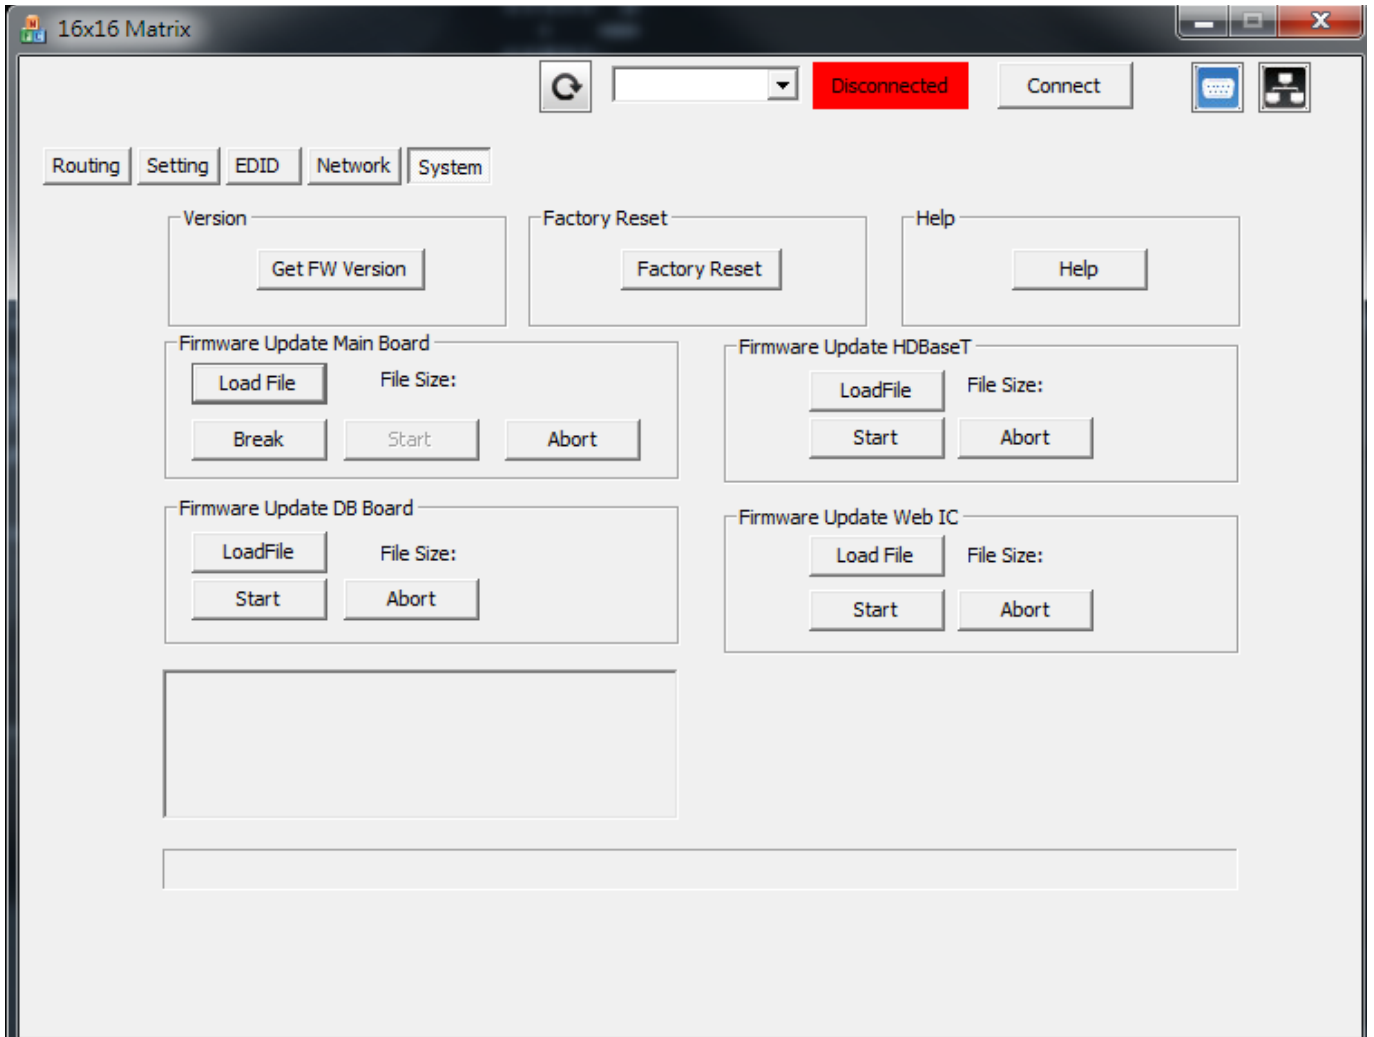 16x16 Matrix
Disconnected Connect
Routing Setting EDID Network System
Version Factory Reset Help
Get FW Version Factory Reset Help
Firmware Update Main Board
Load File File Size:
Break Start Abort
Firmware Update HDBaseT
LoadFile File Size:
Start Abort
Firmware Update DB Board
LoadFile File Size:
Start Abort
Firmware Update Web IC
Load File File Size:
Start Abort